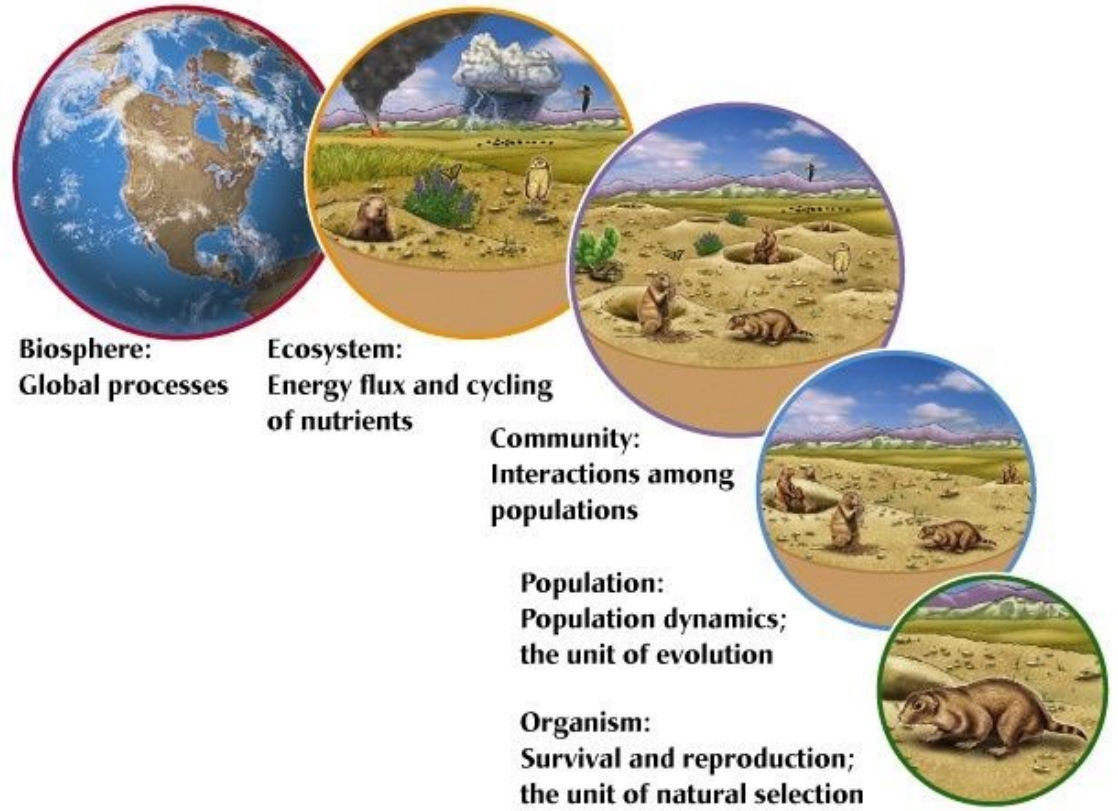 Biosphere:
Global processes
Ecosystem:
Energy flux and cycling
of nutrients
Community:
Interactions among
populations
Population:
Population dynamics;
the unit of evolution
Organism:
Survival and reproduction;
the unit of natural selection